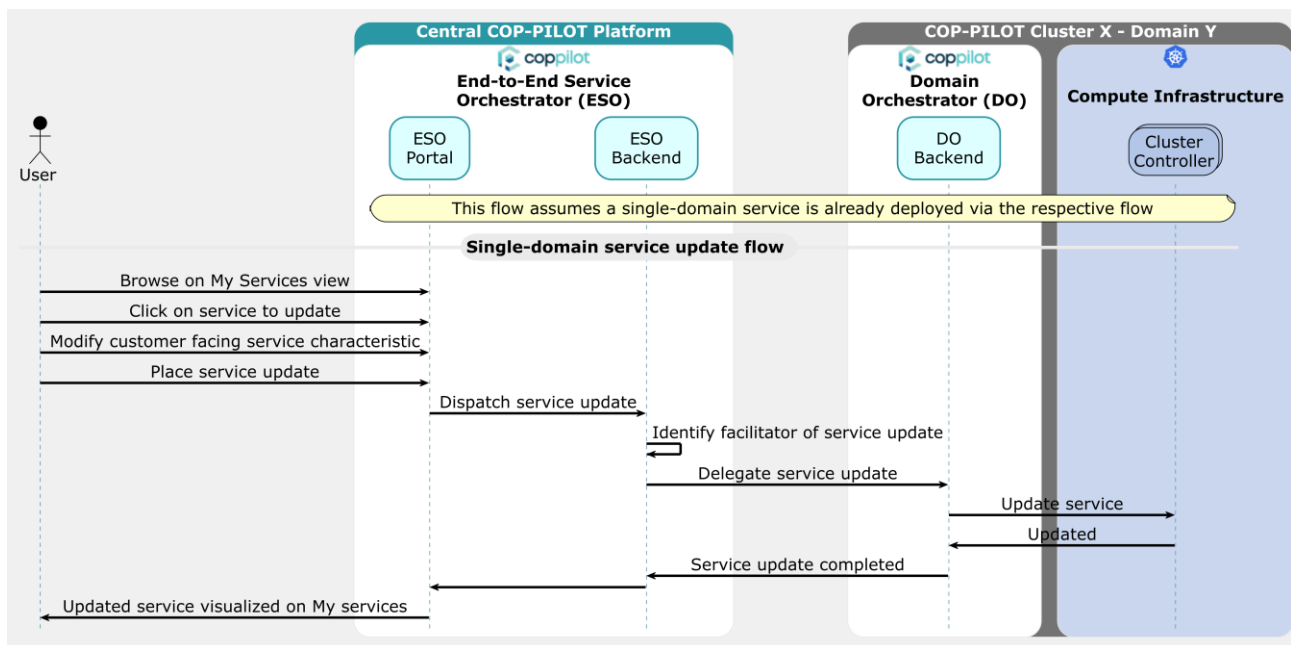 Central COP-PILOT Platform
COP-PILOT Cluster X - Domain Y
coppilot
coppilot
End-to-End Service
Orchestrator (ESO)
Domain
Orchestrator (DO)
Compute Infrastructure
User
ESO
Portal
ESO
Backend
DO
Backend
Cluster
Controller
This flow assumes a single-domain service is already deployed via the respective flow
Single-domain service update flow
Browse on My Services view
Click on service to update
Modify customer facing service characteristic
Place service update
Dispatch service update
Identify facilitator of service update
Delegate service update
Update service
Updated
Service update completed
Updated service visualized on My services